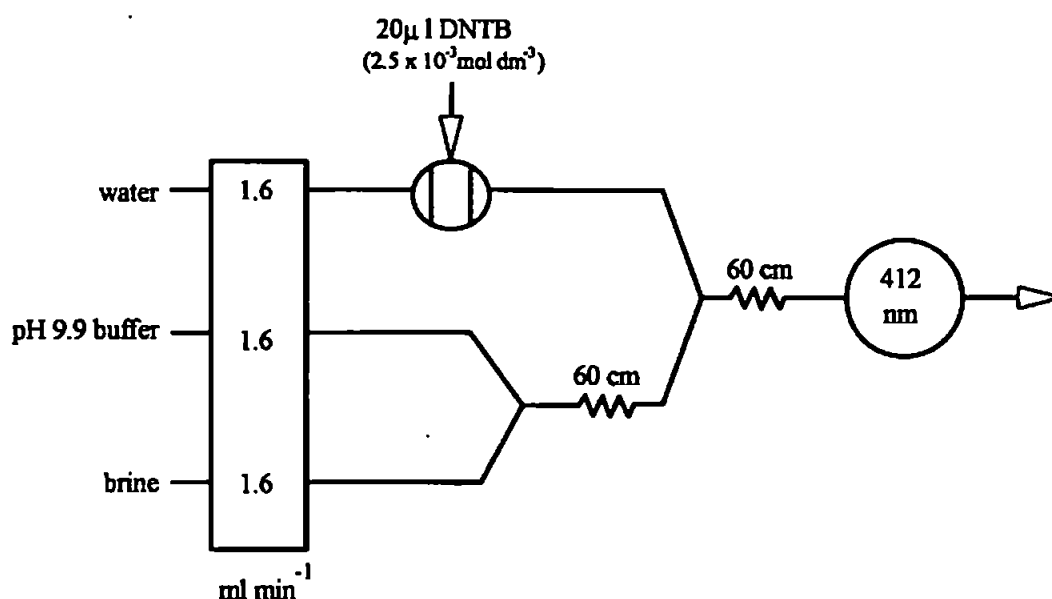 20μ l DNTB
(2.5 x 10⁻³mol dm⁻³)
water
1.6
60 cm
412
nm
pH 9.9 buffer
1.6
60 cm
brine
1.6
ml min⁻¹